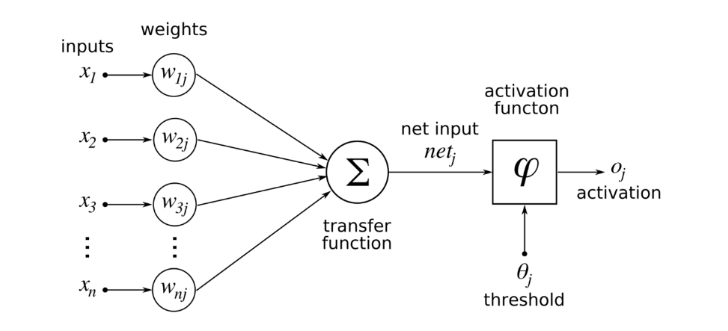 weights
inputs
x1
w1j
x2
w2j
x3
w3j
⋮
⋮
xn
wnj
Σ
transfer
function
net input
netj
activation
functon
φ
oj
activation
θj
threshold